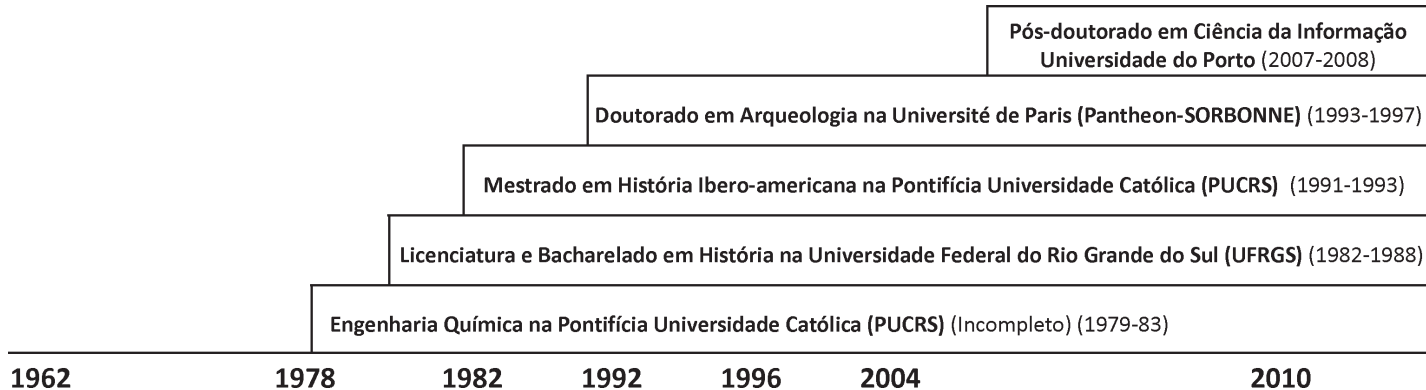 Pós-doutorado em Ciência da Informação
Universidade do Porto (2007-2008)
Doutorado em Arqueologia na Université de Paris (Pantheon-SORBONNE) (1993-1997)
Mestrado em História Ibero-americana na Pontifícia Universidade Católica (PUCRS) (1991-1993)
Licenciatura e Bacharelado em História na Universidade Federal do Rio Grande do Sul (UFRGS) (1982-1988)
Engenharia Química na Pontifícia Universidade Católica (PUCRS) (Incompleto) (1979-83)
1962 1978 1982 1992 1996 2004 2010